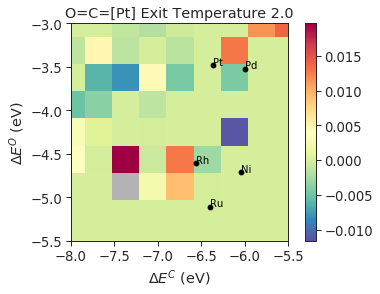 O=C=[Pt] Exit Temperature 2.0
−3.0
−3.5
−4.0
−4.5
−5.0
−5.5
ΔE^O (eV)
Pt
Pd
Rh
Ni
Ru
−8.0 −7.5 −7.0 −6.5 −6.0 −5.5
ΔE^C (eV)
0.015
0.010
0.005
0.000
−0.005
−0.010